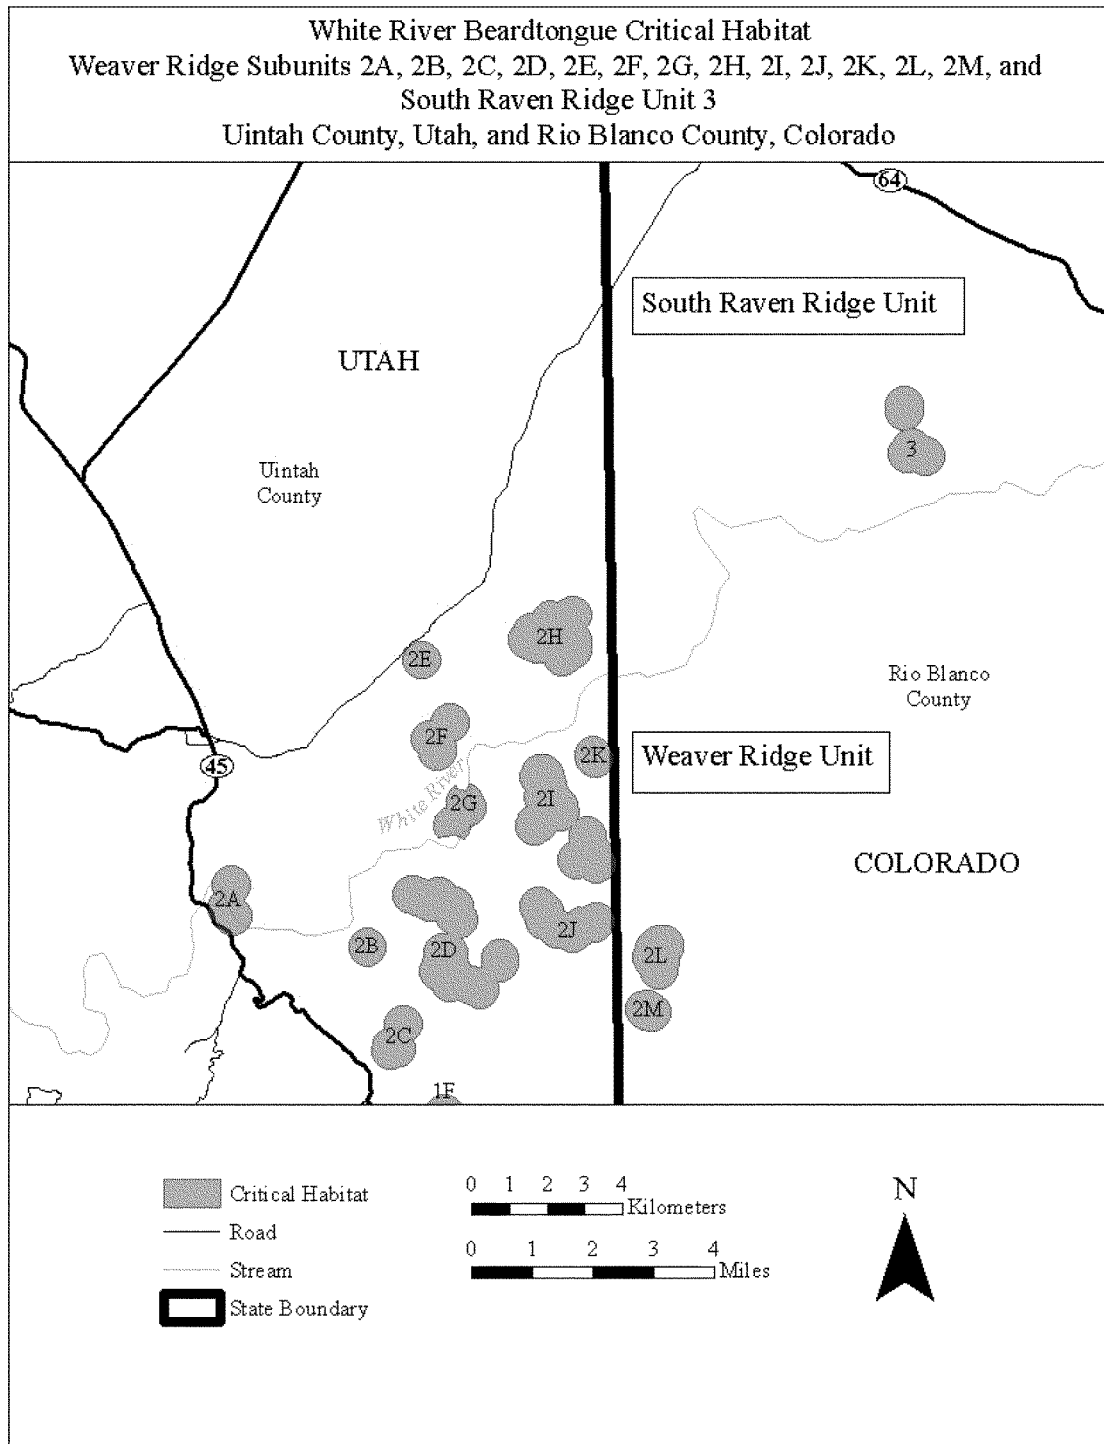 White River Beardtongue Critical Habitat
Weaver Ridge Subunits 2A, 2B, 2C, 2D, 2E, 2F, 2G, 2H, 2I, 2J, 2K, 2L, 2M, and
South Raven Ridge Unit 3
Uintah County, Utah, and Rio Blanco County, Colorado
64
South Raven Ridge Unit
UTAH
3
Uintah
County
2H
2E
Rio Blanco
County
2F
2K
Weaver Ridge Unit
45
White River
2G
2I
COLORADO
2A
2B
2D
2J
2L
2M
2C
1F
Critical Habitat
Road
Stream
State Boundary
0 1 2 3 4
Kilometers
0 1 2 3 4
Miles
N